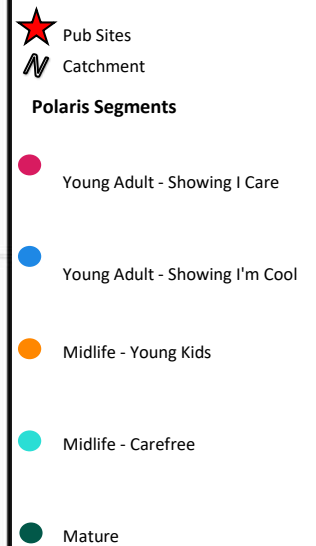 Pub Sites
Catchment
Polaris Segments
Young Adult - Showing I Care
Young Adult - Showing I'm Cool
Midlife - Young Kids
Midlife - Carefree
Mature